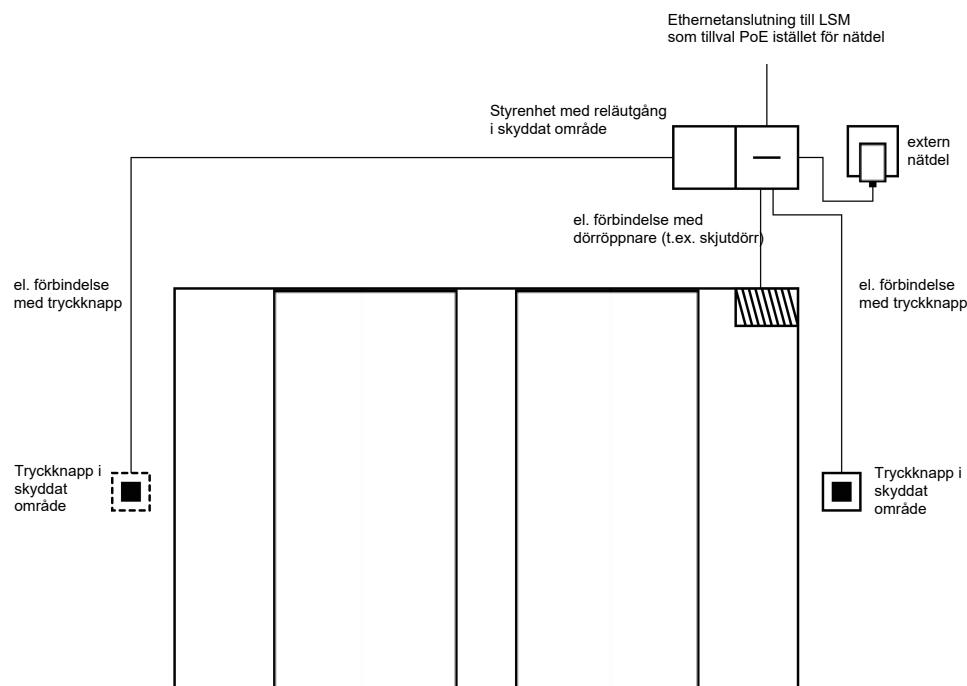 Ethernetanslutning till LSM
som tillval PoE istället för nätdel
Styrenhet med reläutgång
i skyddat område
extern
nätdel
el. förbindelse med
dörröppnare (t.ex. skjutdörr)
el. förbindelse
med tryckknapp
el. förbindelse
med tryckknapp
Tryckknapp i
skyddat
område
Tryckknapp i
skyddat
område